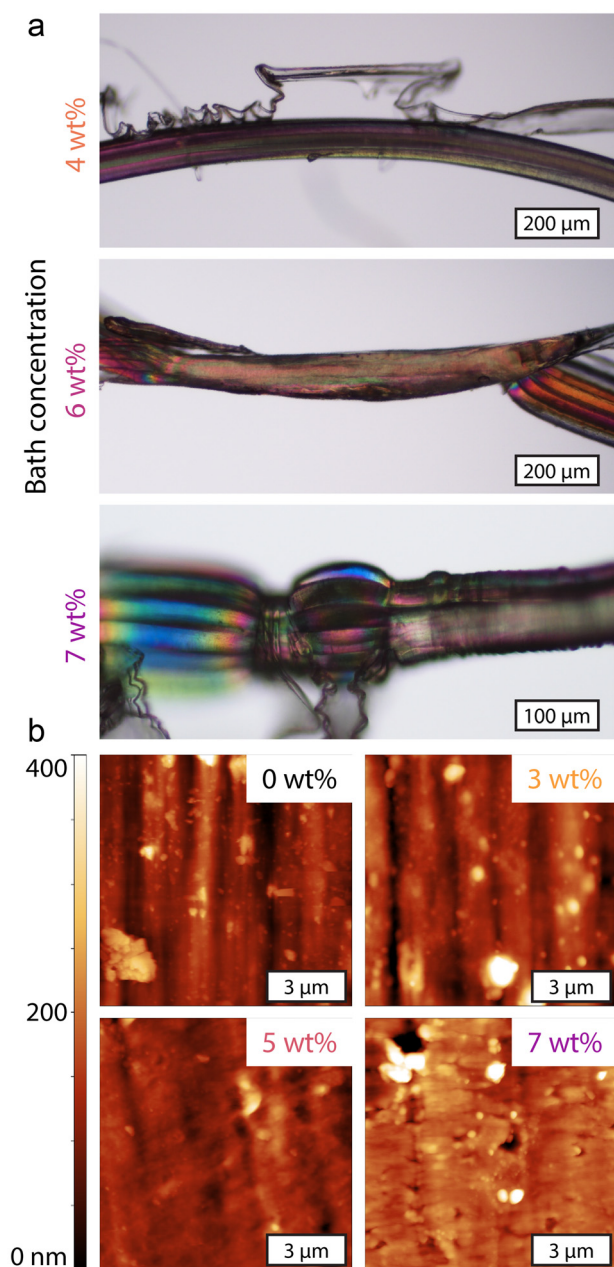 a
Bath concentration
4 wt%
200 µm
6 wt%
200 µm
7 wt%
100 µm
b
400
200
0 nm
0 wt%
3 µm
3 wt%
3 µm
5 wt%
3 µm
7 wt%
3 µm